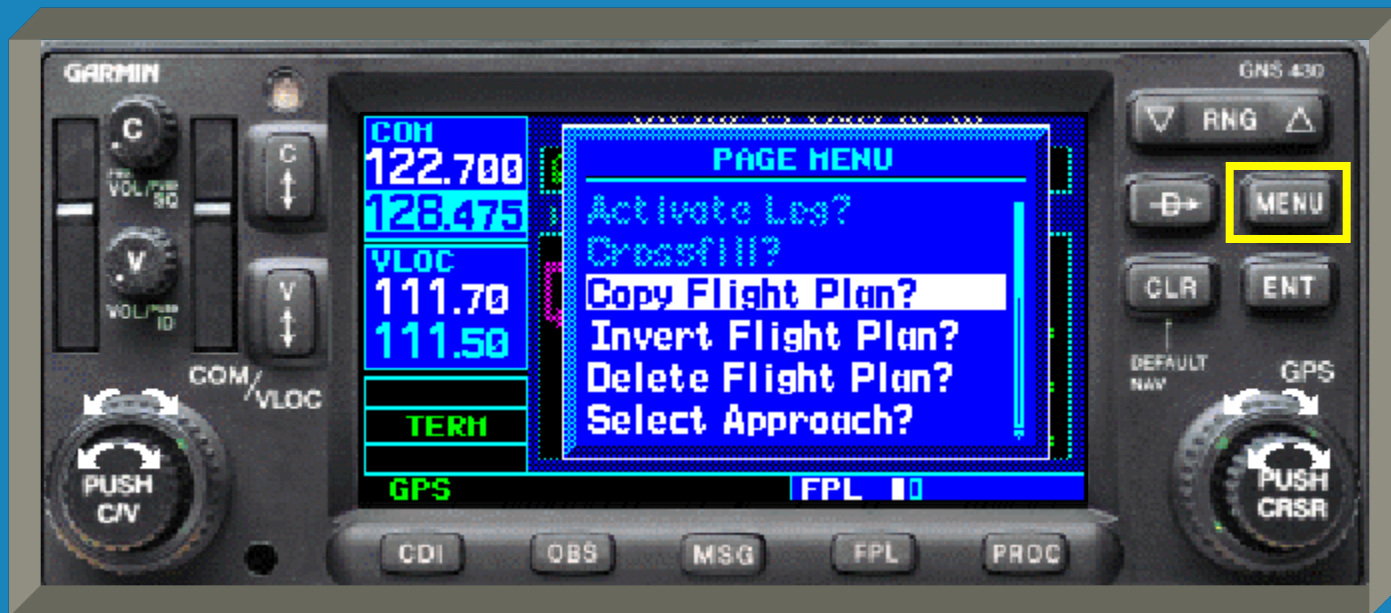 GARMIN
GNS 430
C
PUSH
VOL/
SQ
C
COM
122.700
128.475
VLOC
111.70
111.50
TERM
GPS
PAGE MENU
Activate Leg?
Crossfill?
Copy Flight Plan?
Invert Flight Plan?
Delete Flight Plan?
Select Approach?
FPL
V
VOL/PUSH
ID
V
COM/VLOC
PUSH
C/V
RNG
D
MENU
CLR
ENT
DEFAULT
NAV
GPS
PUSH
CRSR
CDI
OBS
MSG
FPL
PROC